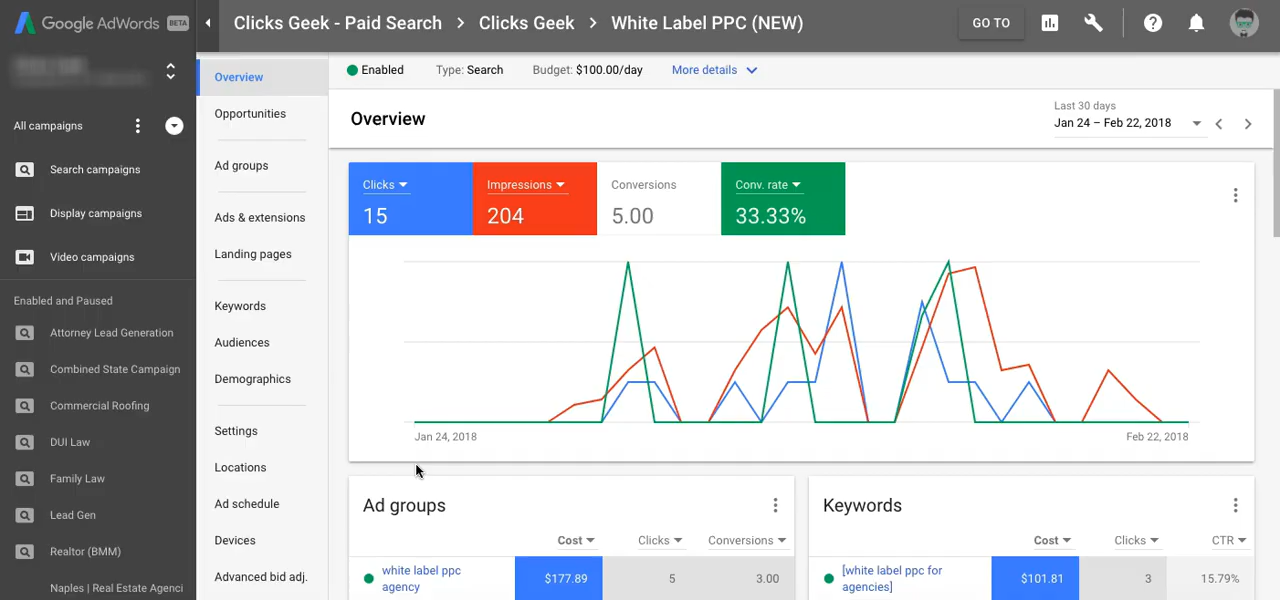 Google AdWords BETA
Clicks Geek - Paid Search > Clicks Geek > White Label PPC (NEW)
GO TO
All campaigns
Search campaigns
Display campaigns
Video campaigns
Enabled and Paused
Attorney Lead Generation
Combined State Campaign
Commercial Roofing
DUI Law
Family Law
Lead Gen
Realtor (BMM)
Naples | Real Estate Agenci
Overview
Opportunities
Ad groups
Ads & extensions
Landing pages
Keywords
Audiences
Demographics
Settings
Locations
Ad schedule
Devices
Advanced bid adj.
Enabled Type: Search Budget: $100.00/day More details
Overview
Last 30 days
Jan 24 – Feb 22, 2018
Clicks Impressions Conversions Conv. rate
15 204 5.00 33.33%
Jan 24, 2018 Feb 22, 2018
Ad groups
Cost Clicks Conversions
white label ppc
agency
$177.89 5 3.00
Keywords
Cost Clicks CTR
[white label ppc for
agencies]
$101.81 3 15.79%